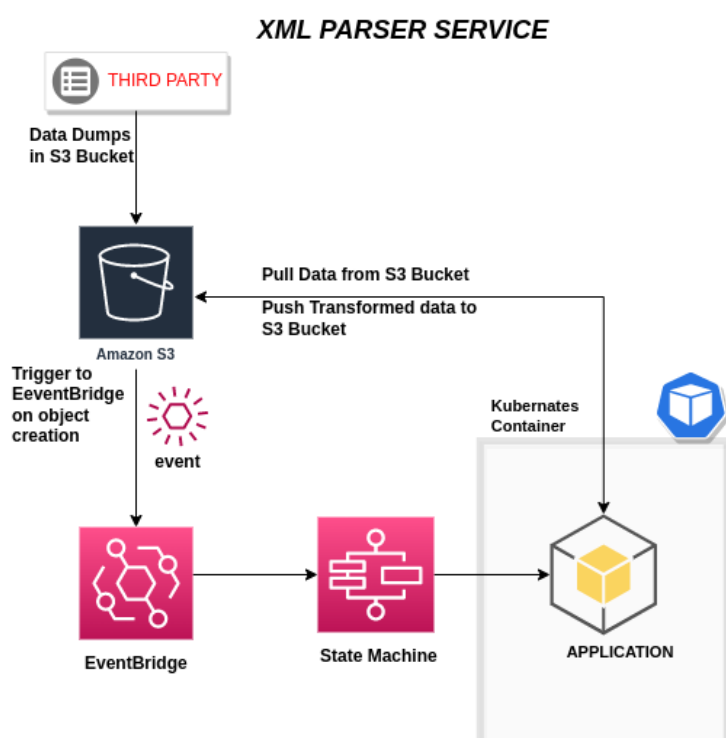 XML PARSER SERVICE
THIRD PARTY
Data Dumps
in S3 Bucket
Pull Data from S3 Bucket
Push Transformed data to
S3 Bucket
Amazon S3
Trigger to
EeventBridge
on object
creation
event
Kubernates
Container
EventBridge
State Machine
APPLICATION